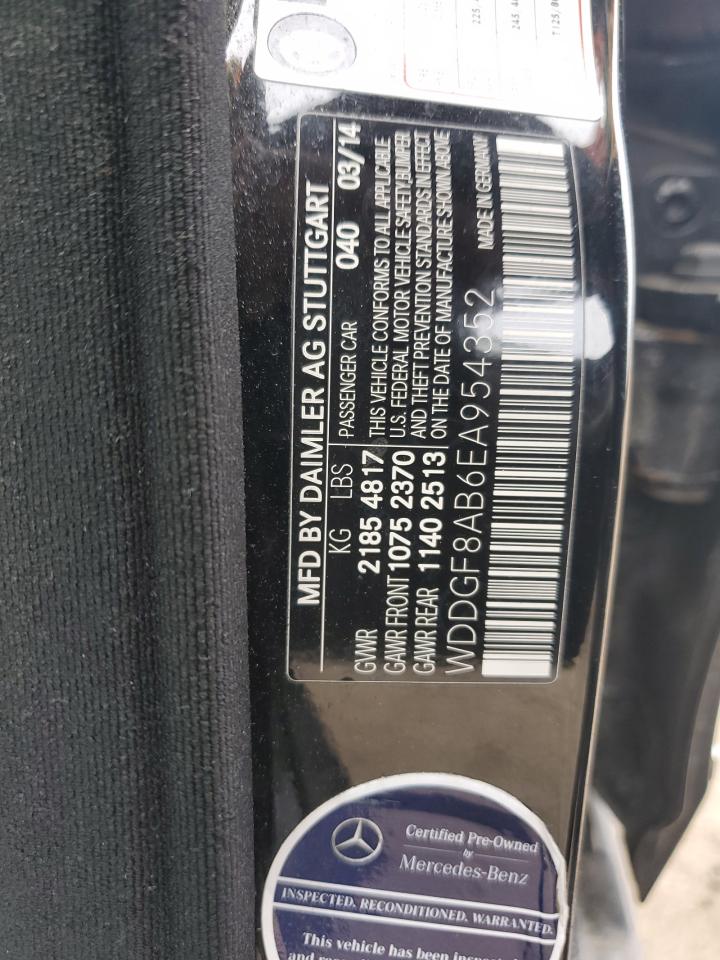 MFD BY DAIMLER AG STUTTGART
KG LBS PASSENGER CAR 040 03/14
GVWR 2185 4817 THIS VEHICLE CONFORMS TO ALL APPLICABLE
GAWR FRONT 1075 2370 U.S. FEDERAL MOTOR VEHICLE SAFETY, BUMPER
GAWR REAR 1140 2513 AND THEFT PREVENTION STANDARDS IN EFFECT
ON THE DATE OF MANUFACTURE SHOWN ABOVE
WDDGF8AB6EA954352 MADE IN GERMANY
Certified Pre-Owned
by
Mercedes-Benz
INSPECTED. RECONDITIONED. WARRANTED.
This vehicle has been